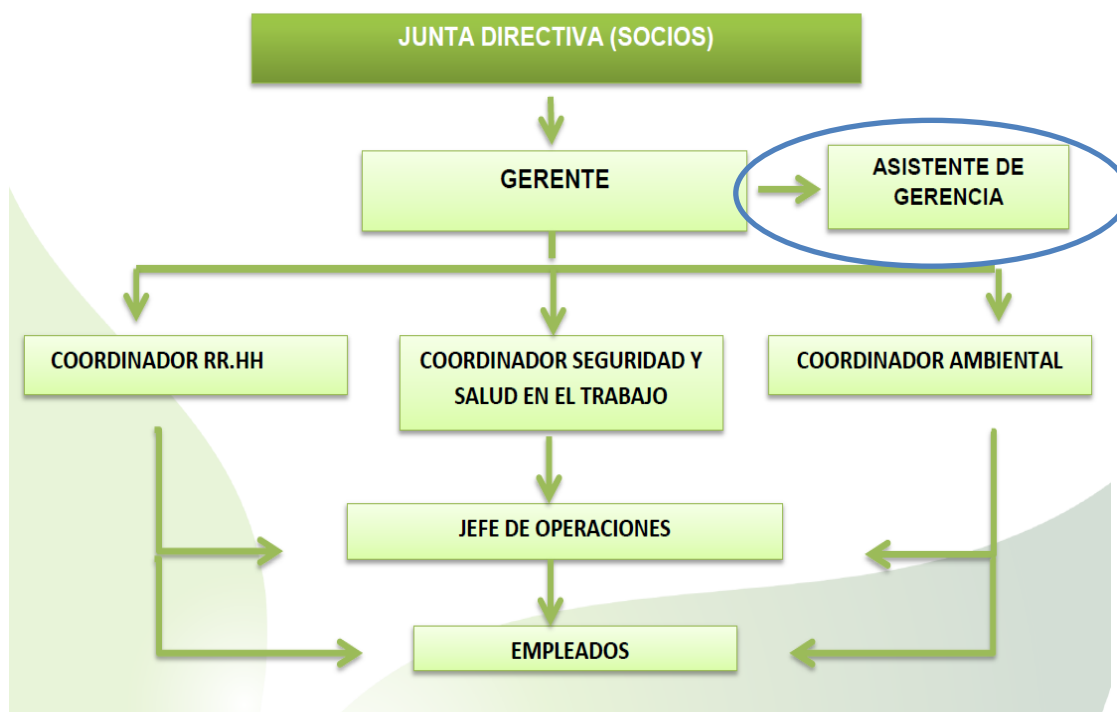 JUNTA DIRECTIVA (SOCIOS)
GERENTE
ASISTENTE DE
GERENCIA
COORDINADOR RR.HH
COORDINADOR SEGURIDAD Y
SALUD EN EL TRABAJO
COORDINADOR AMBIENTAL
JEFE DE OPERACIONES
EMPLEADOS